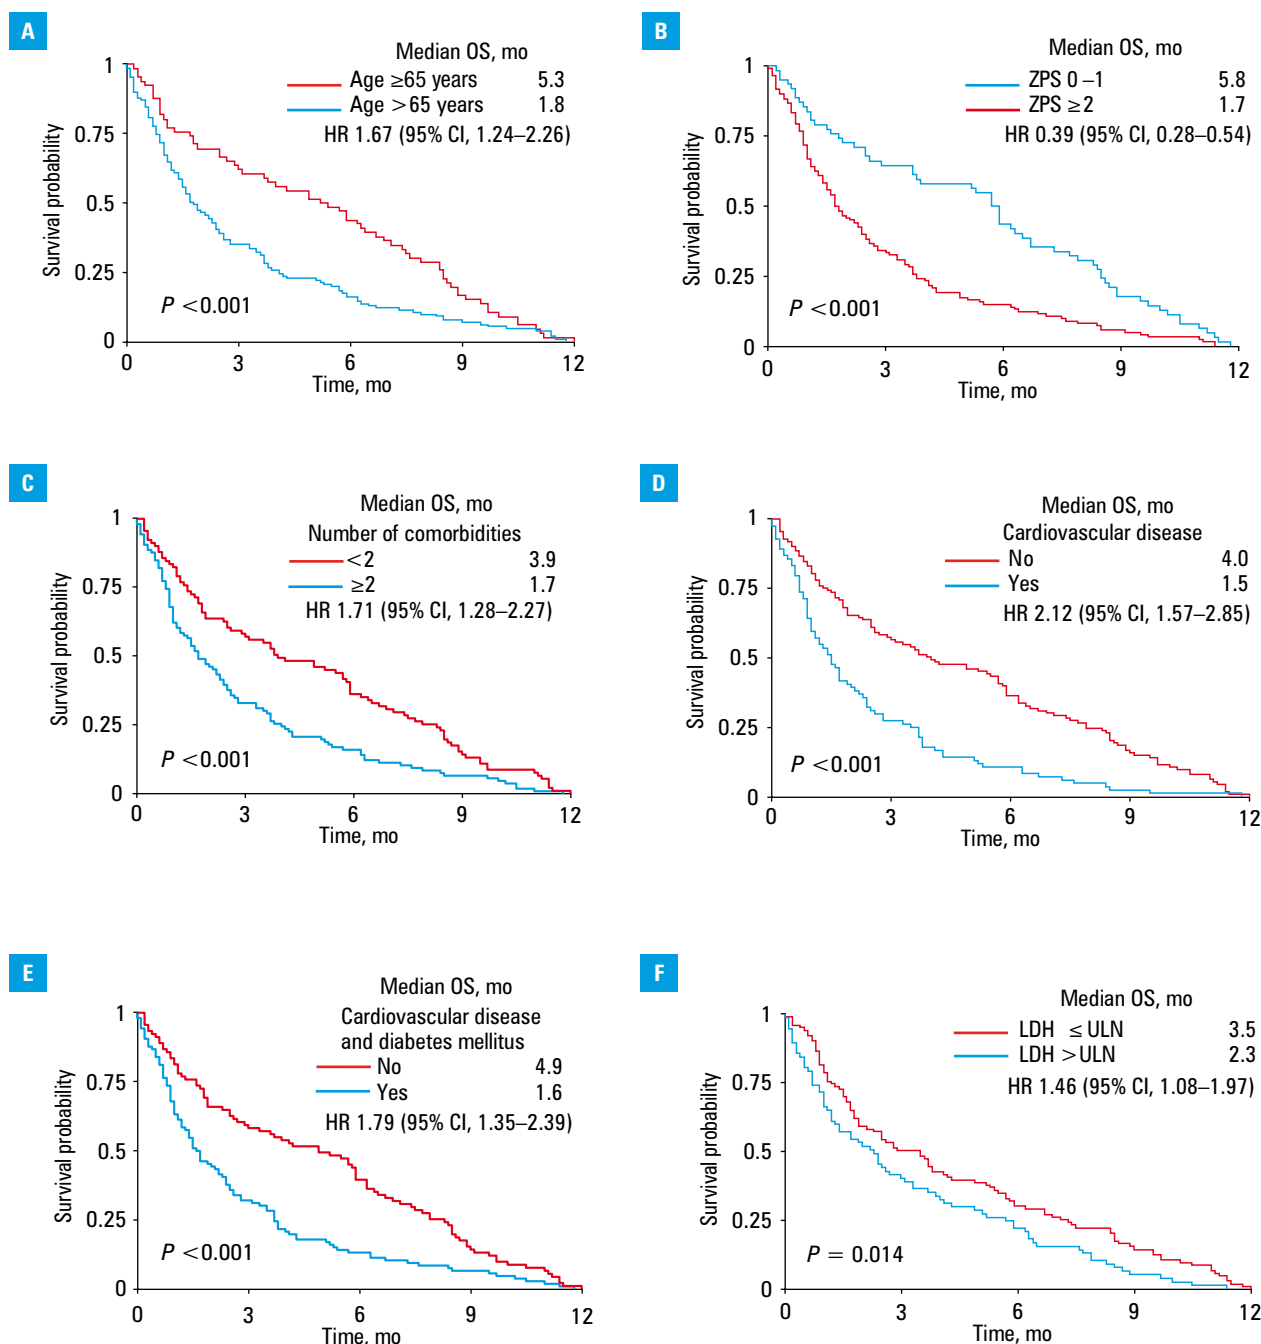 A
Median OS, mo
Age ≥65 years 5.3
Age >65 years 1.8
HR 1.67 (95% CI, 1.24–2.26)
Survival probability
1
0.75
0.5
0.25
0
P <0.001
0 3 6 9 12
Time, mo
B
Median OS, mo
ZPS 0–1 5.8
ZPS ≥2 1.7
HR 0.39 (95% CI, 0.28–0.54)
Survival probability
1
0.75
0.5
0.25
0
P <0.001
0 3 6 9 12
Time, mo
C
Median OS, mo
Number of comorbidities
<2 3.9
≥2 1.7
HR 1.71 (95% CI, 1.28–2.27)
Survival probability
1
0.75
0.5
0.25
0
P <0.001
0 3 6 9 12
Time, mo
D
Median OS, mo
Cardiovascular disease
No 4.0
Yes 1.5
HR 2.12 (95% CI, 1.57–2.85)
Survival probability
1
0.75
0.5
0.25
0
P <0.001
0 3 6 9 12
Time, mo
E
Median OS, mo
Cardiovascular disease
and diabetes mellitus
No 4.9
Yes 1.6
HR 1.79 (95% CI, 1.35–2.39)
Survival probability
1
0.75
0.5
0.25
0
P <0.001
0 3 6 9 12
Time, mo
F
Median OS, mo
LDH ≤ULN 3.5
LDH >ULN 2.3
HR 1.46 (95% CI, 1.08–1.97)
Survival probability
1
0.75
0.5
0.25
0
P = 0.014
0 3 6 9 12
Time, mo